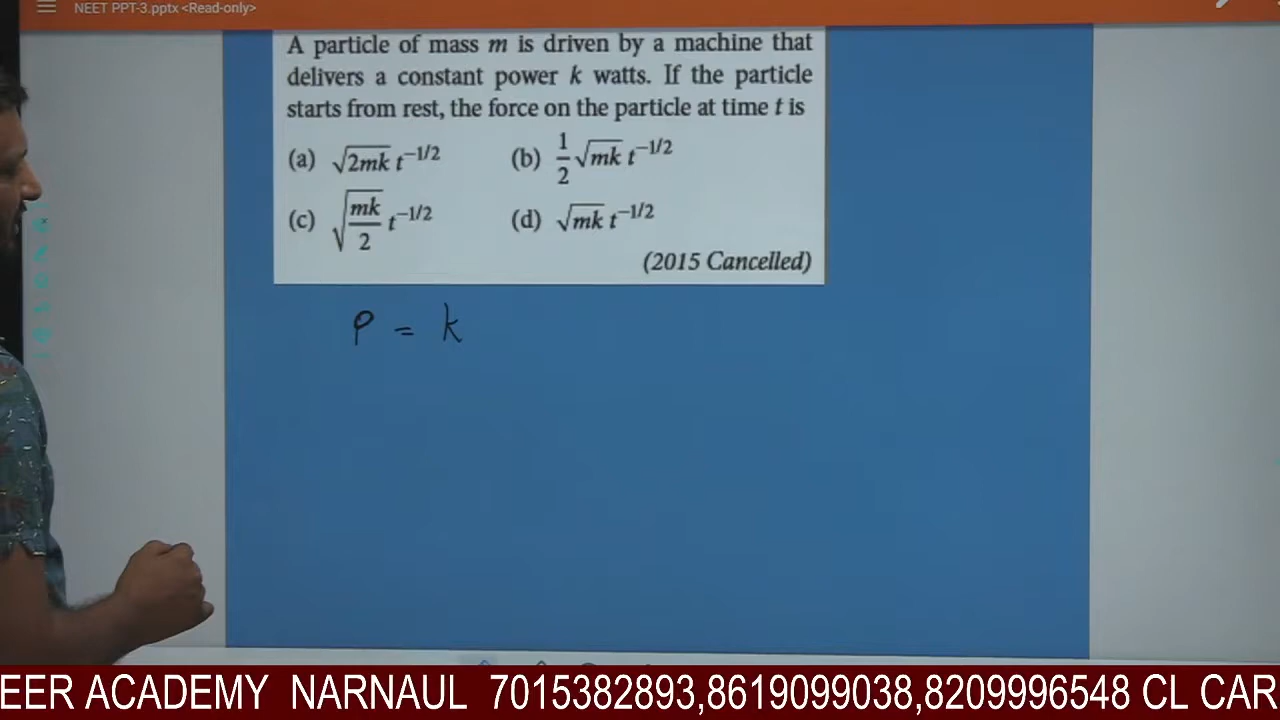 NEET PPT-3.pptx <Read-only>
A particle of mass m is driven by a machine that
delivers a constant power k watts. If the particle
starts from rest, the force on the particle at time t is
(a) √2mk t⁻¹/² (b) 1/2 √mk t⁻¹/²
(c) √(mk/2) t⁻¹/² (d) √mk t⁻¹/²
(2015 Cancelled)
P = k
EER ACADEMY NARNAUL 7015382893,8619099038,8209996548 CL CAR